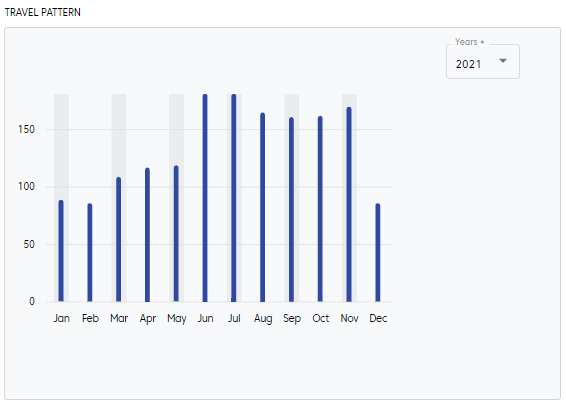 TRAVEL PATTERN
Years •
2021
150
100
50
0
Jan Feb Mar Apr May Jun Jul Aug Sep Oct Nov Dec